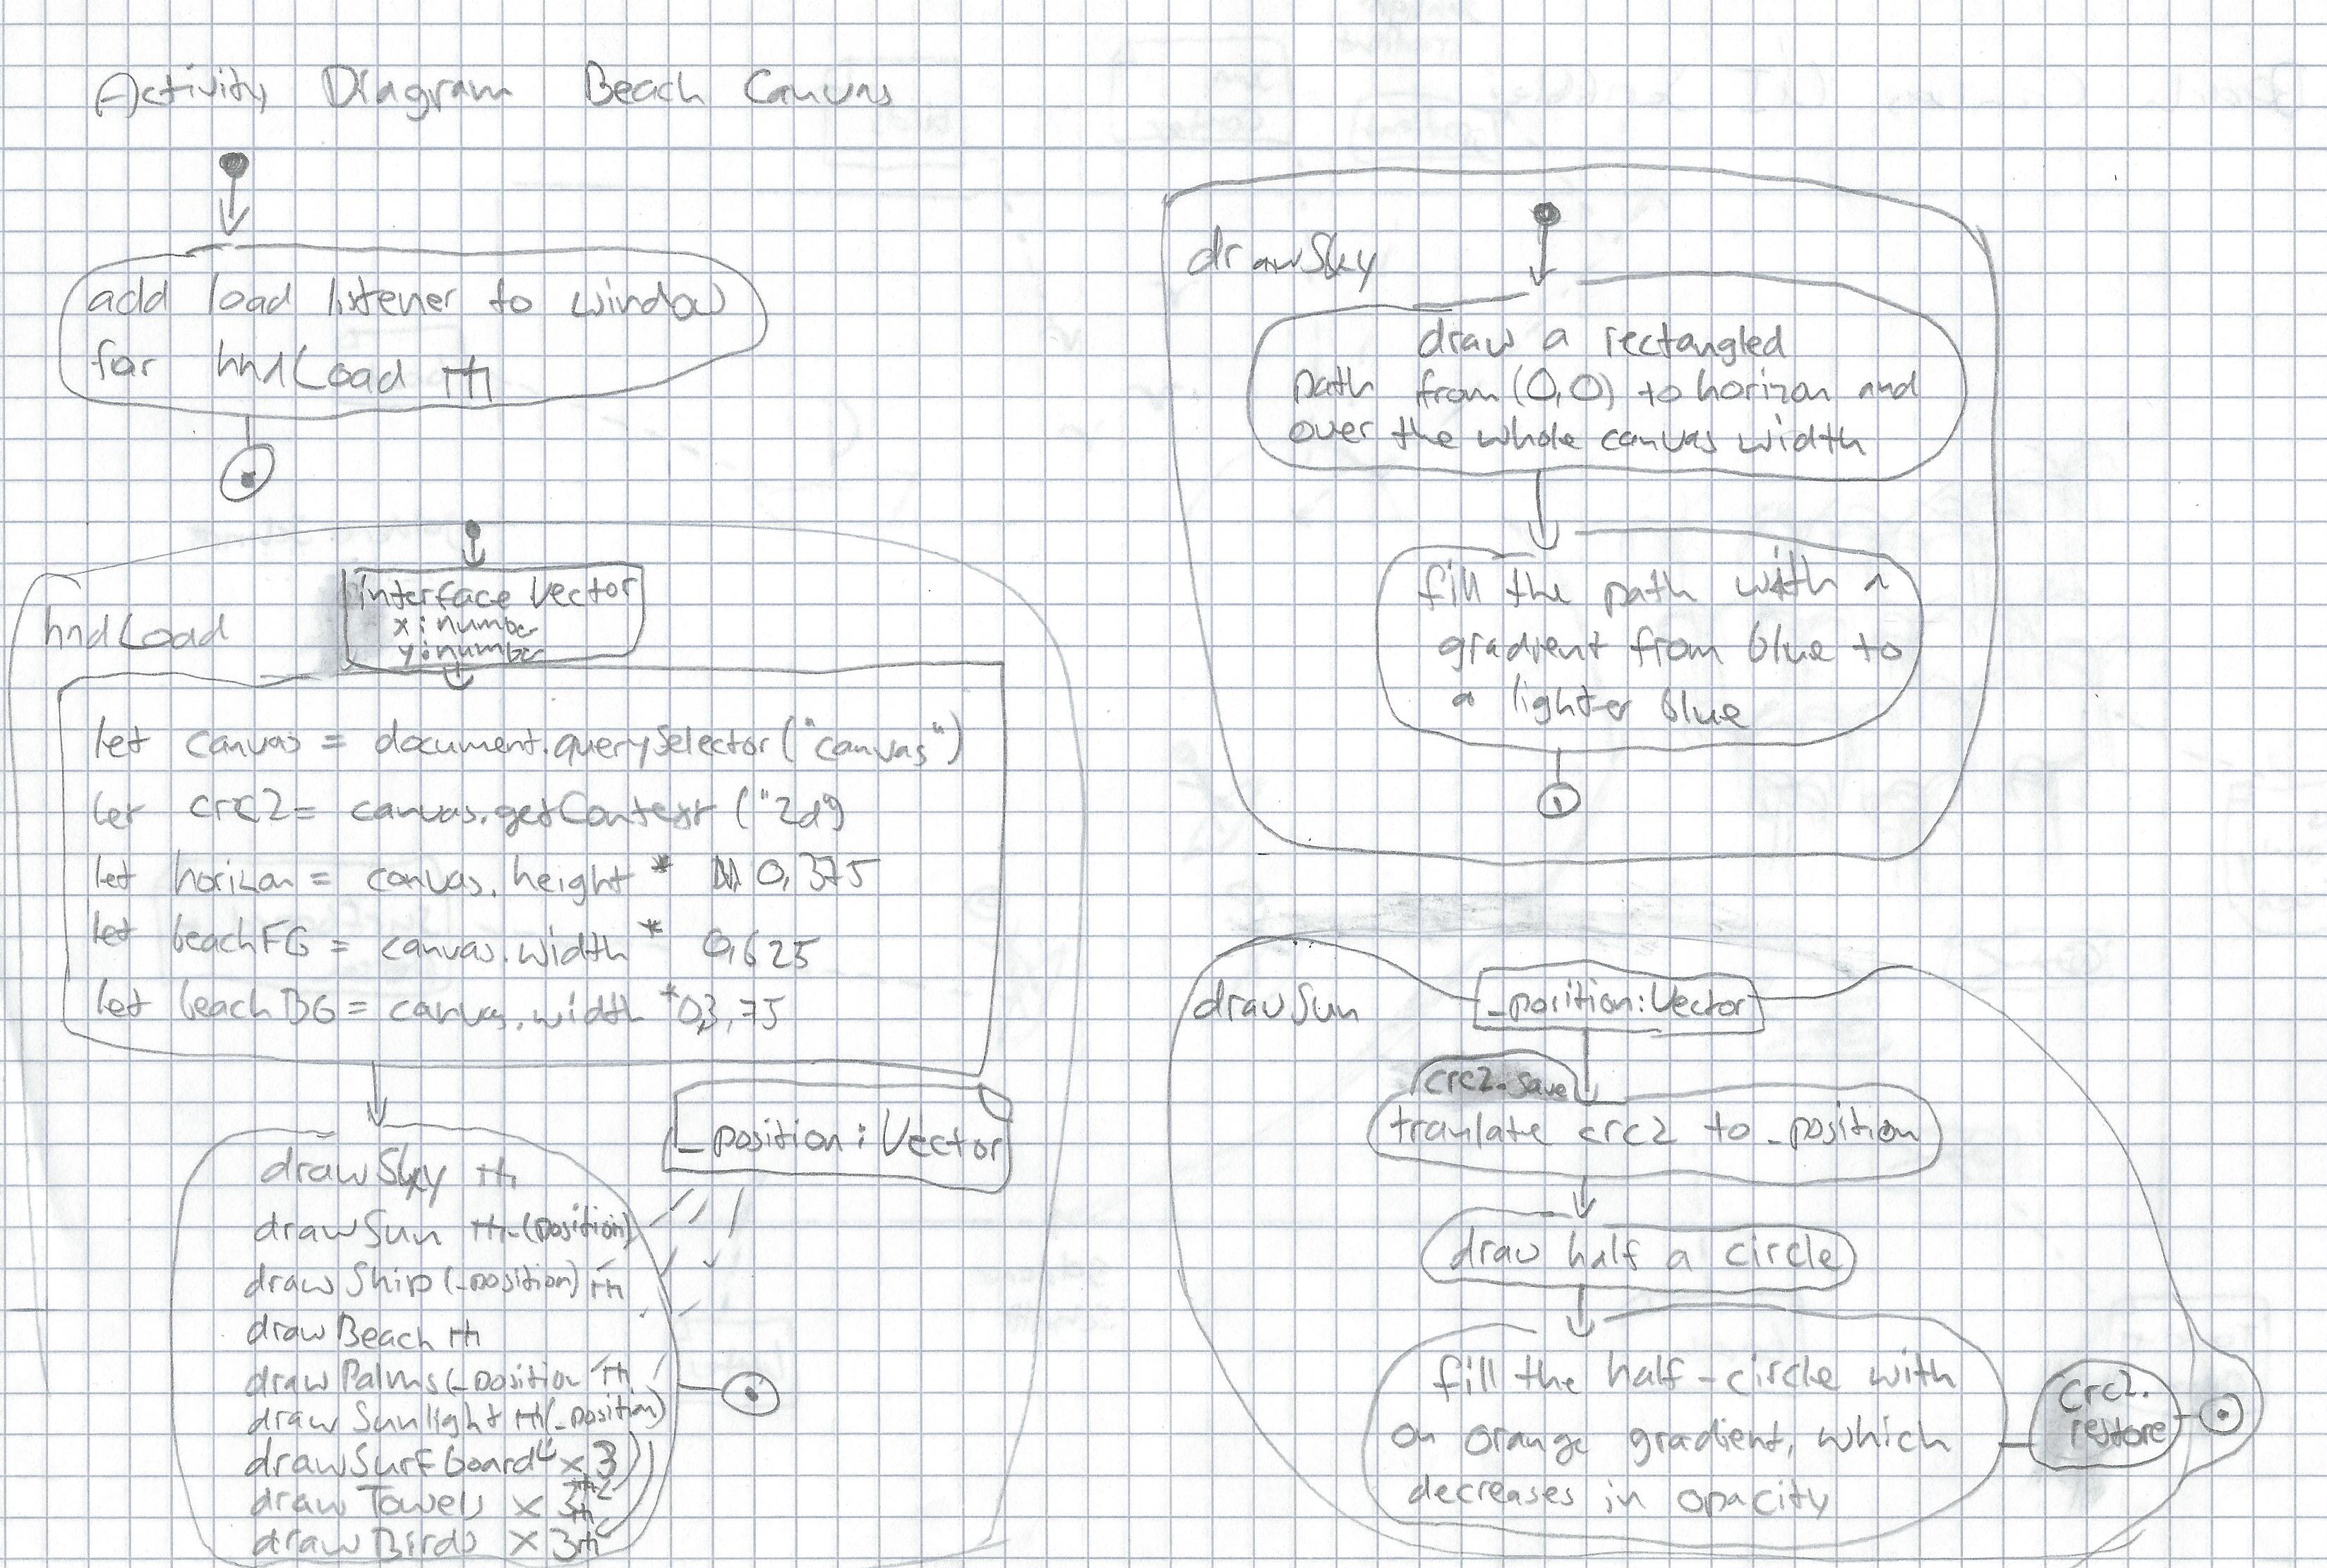 Activity Diagram Beach Canvas
add load listener to window
for hndLoad
hndLoad
interface Vector
x: number
y: number
let canvas = document.querySelector("canvas")
let crc2 = canvas.getContext ("2d")
let horizon = canvas.height * 0,375
let beachFG = canvas.width * 0,625
let beachBG = canvas.width *
_position: Vector
drawSky
drawSun (position)
drawShip (_position)
drawBeach
drawPalms(_position
drawSunlight (_position)
drawSurfboard x 3
drawTowels x 3
drawBirds x 3
drawSky
draw a rectangled
path from (0,0) to horizon and
over the whole canvas width
fill the path with a
gradient from blue to
a lighter blue
drawSun
_position: Vector
crc2.save
tranlate crc2 to _position
draw half a circle
fill the half-circle with
an orange gradient, which
decreases in opacity
crc2.
restore